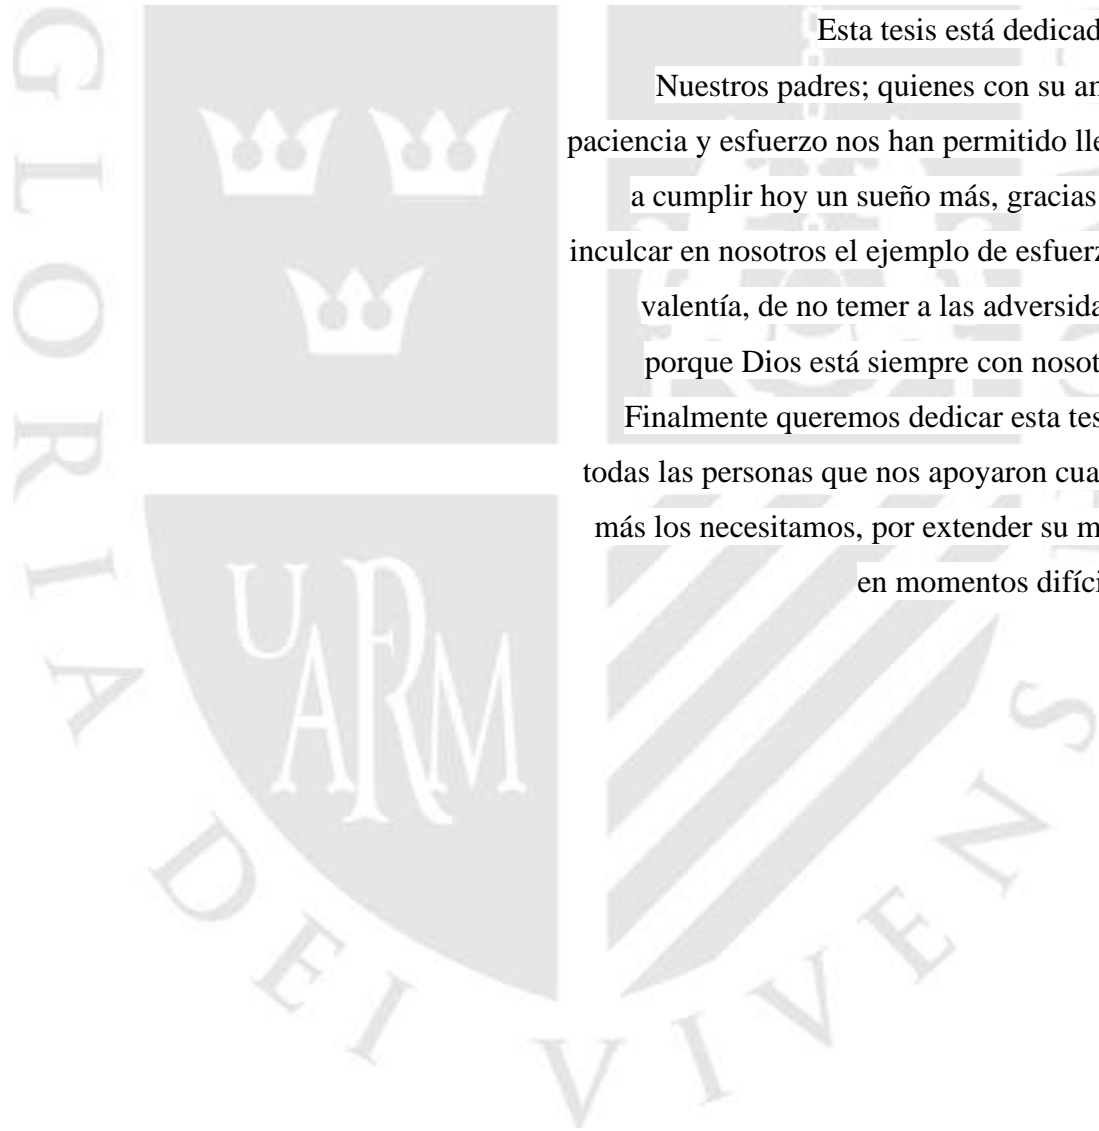 Esta tesis está dedicad
Nuestros padres; quienes con su
paciencia y esfuerzo nos han permitido lle
a cumplir hoy un sueño más, gracias
inculcar en nosotros el ejemplo de esfuerz
valentía, de no temer a las adversida
porque Dios está siempre con nosot
Finalmente queremos dedicar esta tes
todas las personas que nos apoyaron cua
más los necesitamos, por extender su m
en momentos difíci
GLORIA DEI VIVENS
UARM